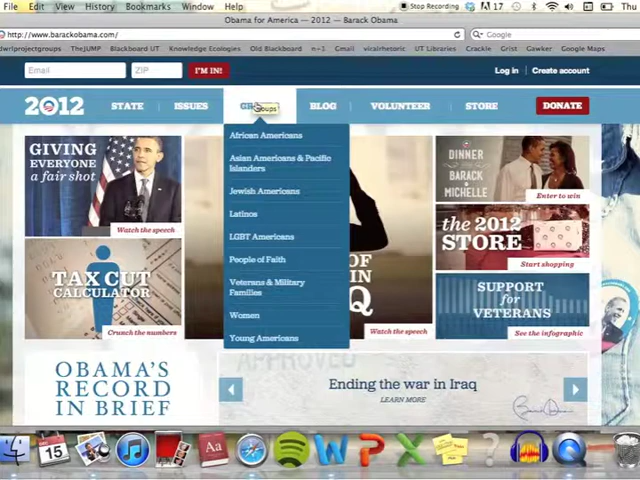 File Edit View History Bookmarks Window Help
Stop Recording
17
Thu
Obama for America — 2012 — Barack Obama
http://www.barackobama.com/
Google
dwrlprojectgroups TheJUMP Blackboard UT Knowledge Ecologies Old Blackboard n+1 Gmail viralrhetoric UT Libraries Crackle Grist Gawker Google Maps
Email
ZIP
I'M IN!
Log in
Create account
2012
STATE
ISSUES
Groups
BLOG
VOLUNTEER
STORE
DONATE
African Americans
Asian Americans & Pacific
Islanders
Jewish Americans
Latinos
LGBT Americans
People of Faith
Veterans & Military
Families
Women
Young Americans
GIVING
EVERYONE
a fair shot
Watch the speech
TAX CUT
CALCULATOR
Crunch the numbers
OF
IN
Q
Watch the speech
DINNER
with
BARACK
& MICHELLE
Enter to win
the 2012
STORE
Start shopping
SUPPORT
for
VETERANS
See the infographic
OBAMA'S
RECORD
IN BRIEF
APPROVED
Ending the war in Iraq
LEARN MORE
15
Aa